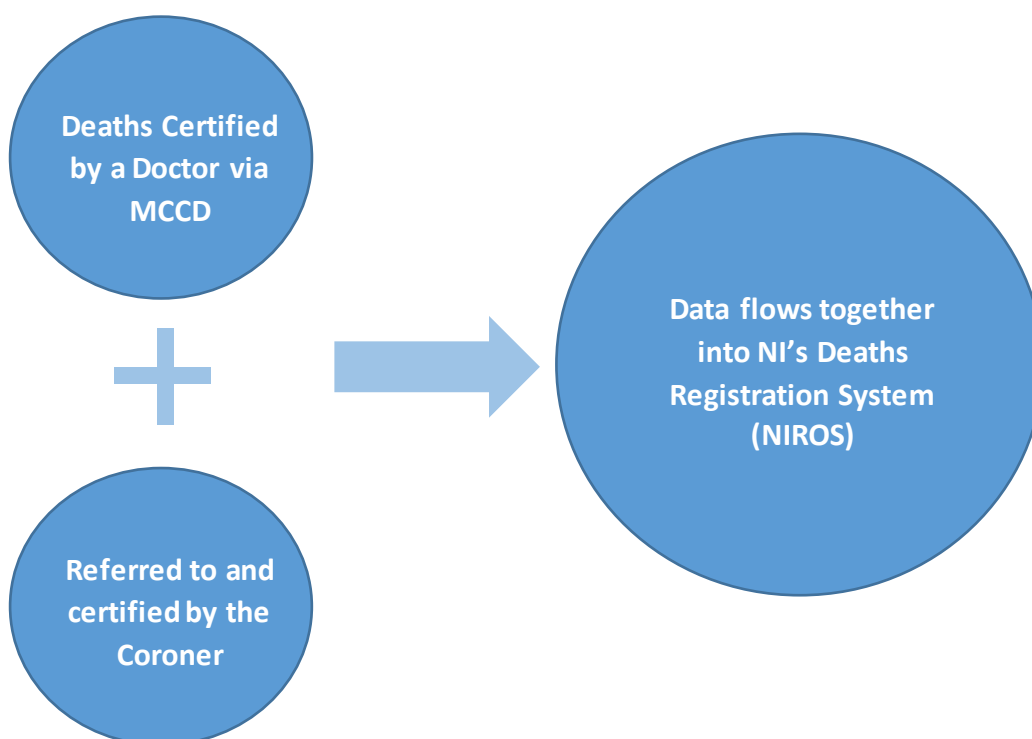 Deaths Certified
by a Doctor via
MCCD
Referred to and
certified by the
Coroner
Data flows together
into NI's Deaths
Registration System
(NIROS)